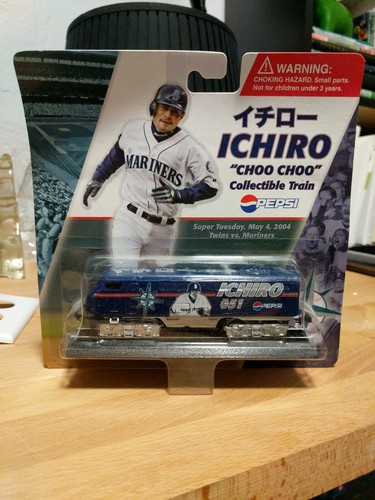 WARNING:
CHOKING HAZARD. Small parts.
Not for children under 3 years.
イチロー
ICHIRO
"CHOO CHOO"
Collectible Train
PEPSI
Super Tuesday, May 4, 2004
Twins vs. Mariners
MARINERS
ICHIRO
#51
PEPSI